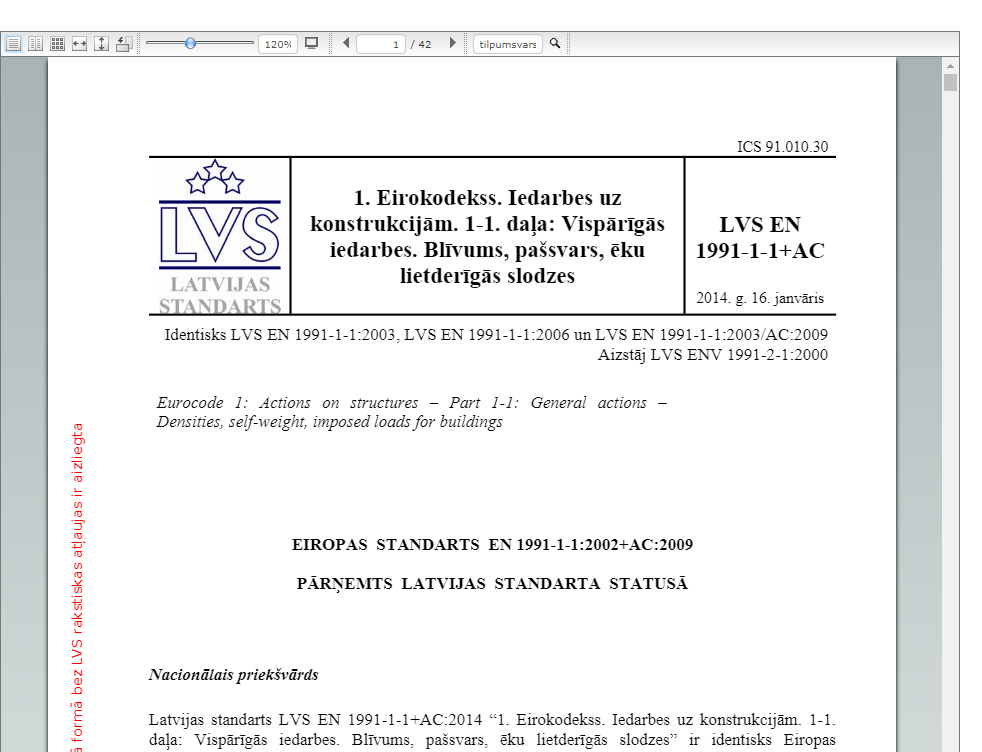 120%
1 / 42
tilpumsvars
ICS 91.010.30
LVS
LATVIJAS
STANDARTS
1. Eirokodekss. Iedarbes uz
konstrukcijām. 1-1. daļa: Vispārīgās
iedarbes. Blīvums, pašsvars, ēku
lietderīgās slodzes
LVS EN
1991-1-1+AC
2014. g. 16. janvāris
Identisks LVS EN 1991-1-1:2003, LVS EN 1991-1-1:2006 un LVS EN 1991-1-1:2003/AC:2009
Aizstāj LVS ENV 1991-2-1:2000
Eurocode 1: Actions on structures – Part 1-1: General actions –
Densities, self-weight, imposed loads for buildings
EIROPAS STANDARTS EN 1991-1-1:2002+AC:2009
PĀRŅEMTS LATVIJAS STANDARTA STATUSĀ
Nacionālais priekšvārds
Latvijas standarts LVS EN 1991-1-1+AC:2014 “1. Eirokodekss. Iedarbes uz konstrukcijām. 1-1.
daļa: Vispārīgās iedarbes. Blīvums, pašsvars, ēku lietderīgās slodzes” ir identisks Eiropas
formā bez LVS rakstiskas atļaujas ir aizliegta